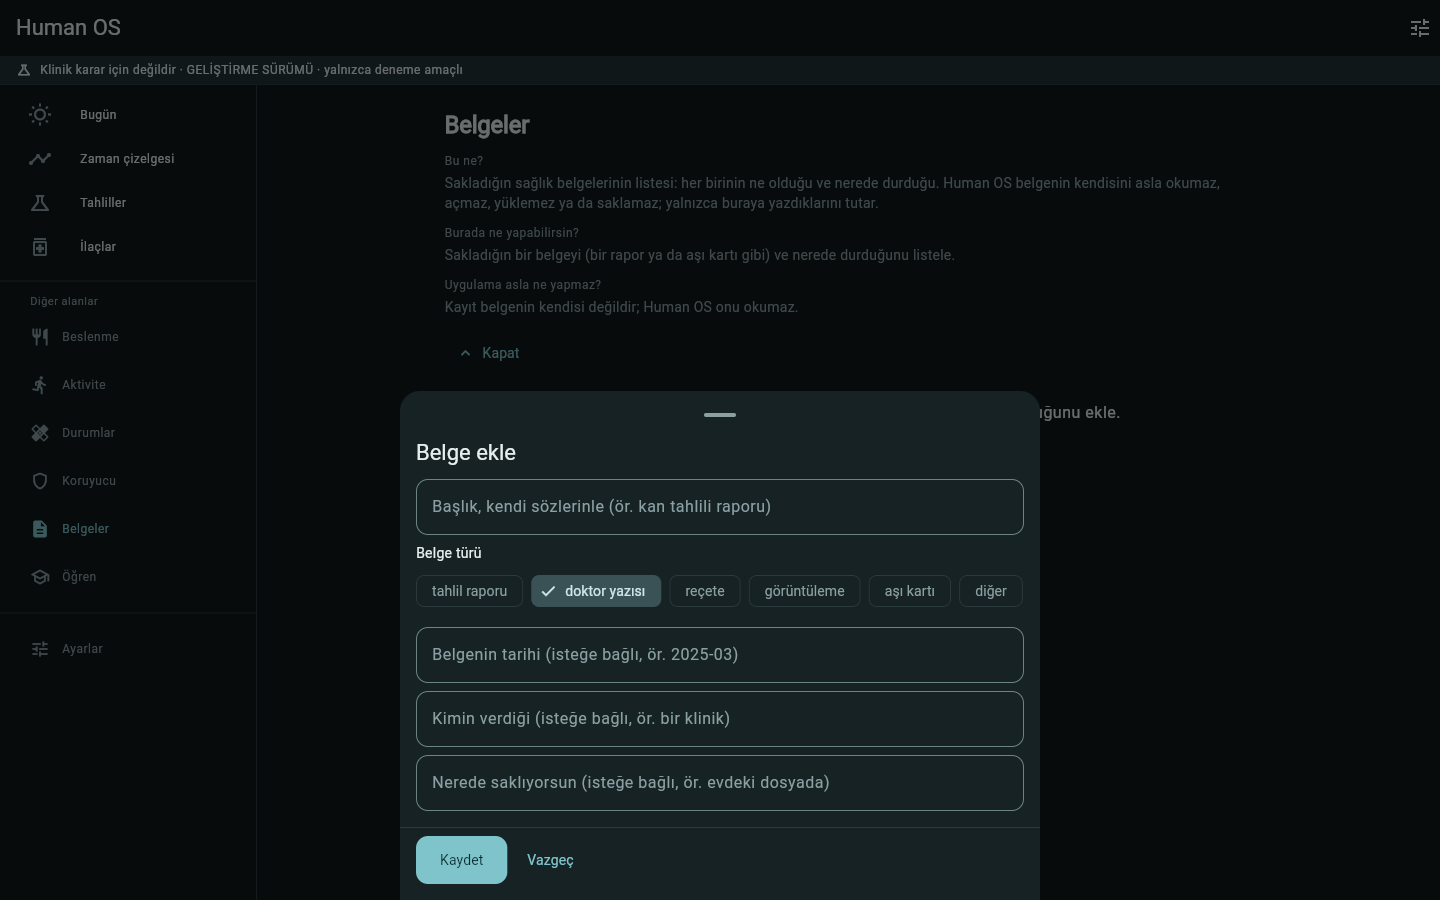 Human OS
Klinik karar için değildir · GELİŞTİRME SÜRÜMÜ · yalnızca deneme amaçlı
Bugün
Zaman çizelgesi
Tahliller
İlaçlar
Diğer alanlar
Beslenme
Aktivite
Durumlar
Koruyucu
Belgeler
Öğren
Ayarlar
Belgeler
Bu ne?
Sakladığın sağlık belgelerinin listesi: her birinin ne olduğu ve nerede durduğu. Human OS belgenin kendisini asla okumaz,
açmaz, yüklemez ya da saklamaz; yalnızca buraya yazdıklarını tutar.
Burada ne yapabilirsin?
Sakladığın bir belgeyi (bir rapor ya da aşı kartı gibi) ve nerede durduğunu listele.
Uygulama asla ne yapmaz?
Kayıt belgenin kendisi değildir; Human OS onu okumaz.
Kapat
ekle.
Belge ekle
Başlık, kendi sözlerinle (ör. kan tahlili raporu)
Belge türü
tahlil raporu
doktor yazısı
reçete
görüntüleme
aşı kartı
diğer
Belgenin tarihi (isteğe bağlı, ör. 2025-03)
Kimin verdiği (isteğe bağlı, ör. bir klinik)
Nerede saklıyorsun (isteğe bağlı, ör. evdeki dosyada)
Kaydet
Vazgeç